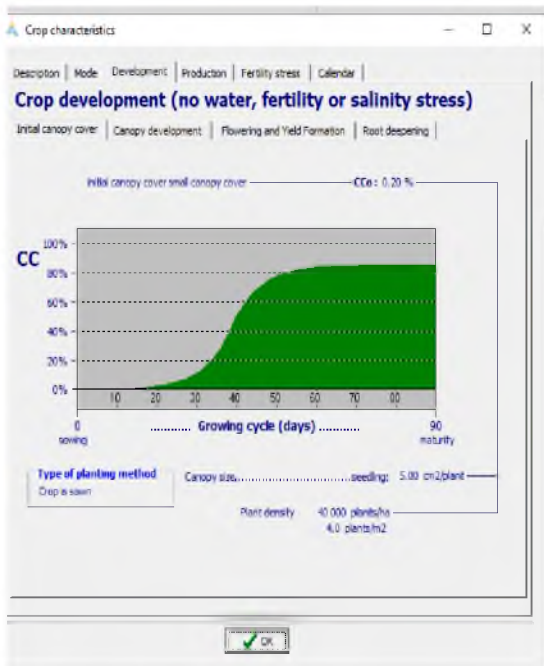 Crop characteristics
Description | Mode | Development | Production | Fertility stress | Calendar |
Crop development (no water, fertility or salinity stress)
Initial canopy cover | Canopy development | Flowering and Yield Formation | Root deepening |
Initial canopy cover small canopy cover CCo: 0.20 %
CC
100%
80%
60%
40%
20%
0%
10 20 30 40 50 60 70 80
0 .......... Growing cycle (days) .......... 90
sowing maturity
Type of planting method
Crop is sown
Canopy size seeding: 5.00 cm2/plant
Plant density 40 000 plants/ha
4.0 plants/m2
OK